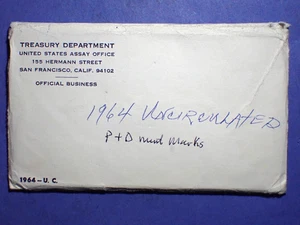 TREASURY DEPARTMENT
UNITED STATES ASSAY OFFICE
155 HERMANN STREET
SAN FRANCISCO, CALIF. 94102
OFFICIAL BUSINESS
1964 UNCIRCULATED
P+D mint Marks
1964-U.C.